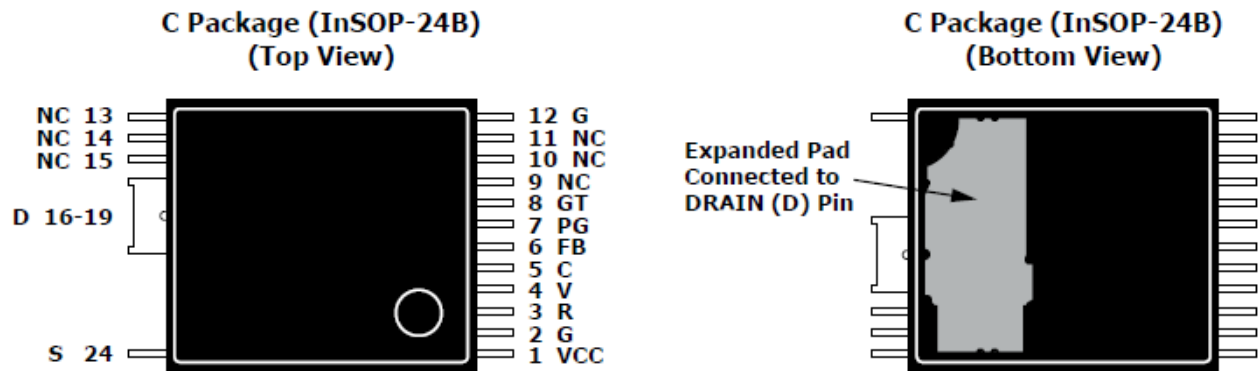 C Package (InSOP-24B)
(Top View)
NC 13
NC 14
NC 15
D 16-19
S 24
12 G
11 NC
10 NC
9 NC
8 GT
7 PG
6 FB
5 C
4 V
3 R
2 G
1 VCC
C Package (InSOP-24B)
(Bottom View)
Expanded Pad
Connected to
DRAIN (D) Pin